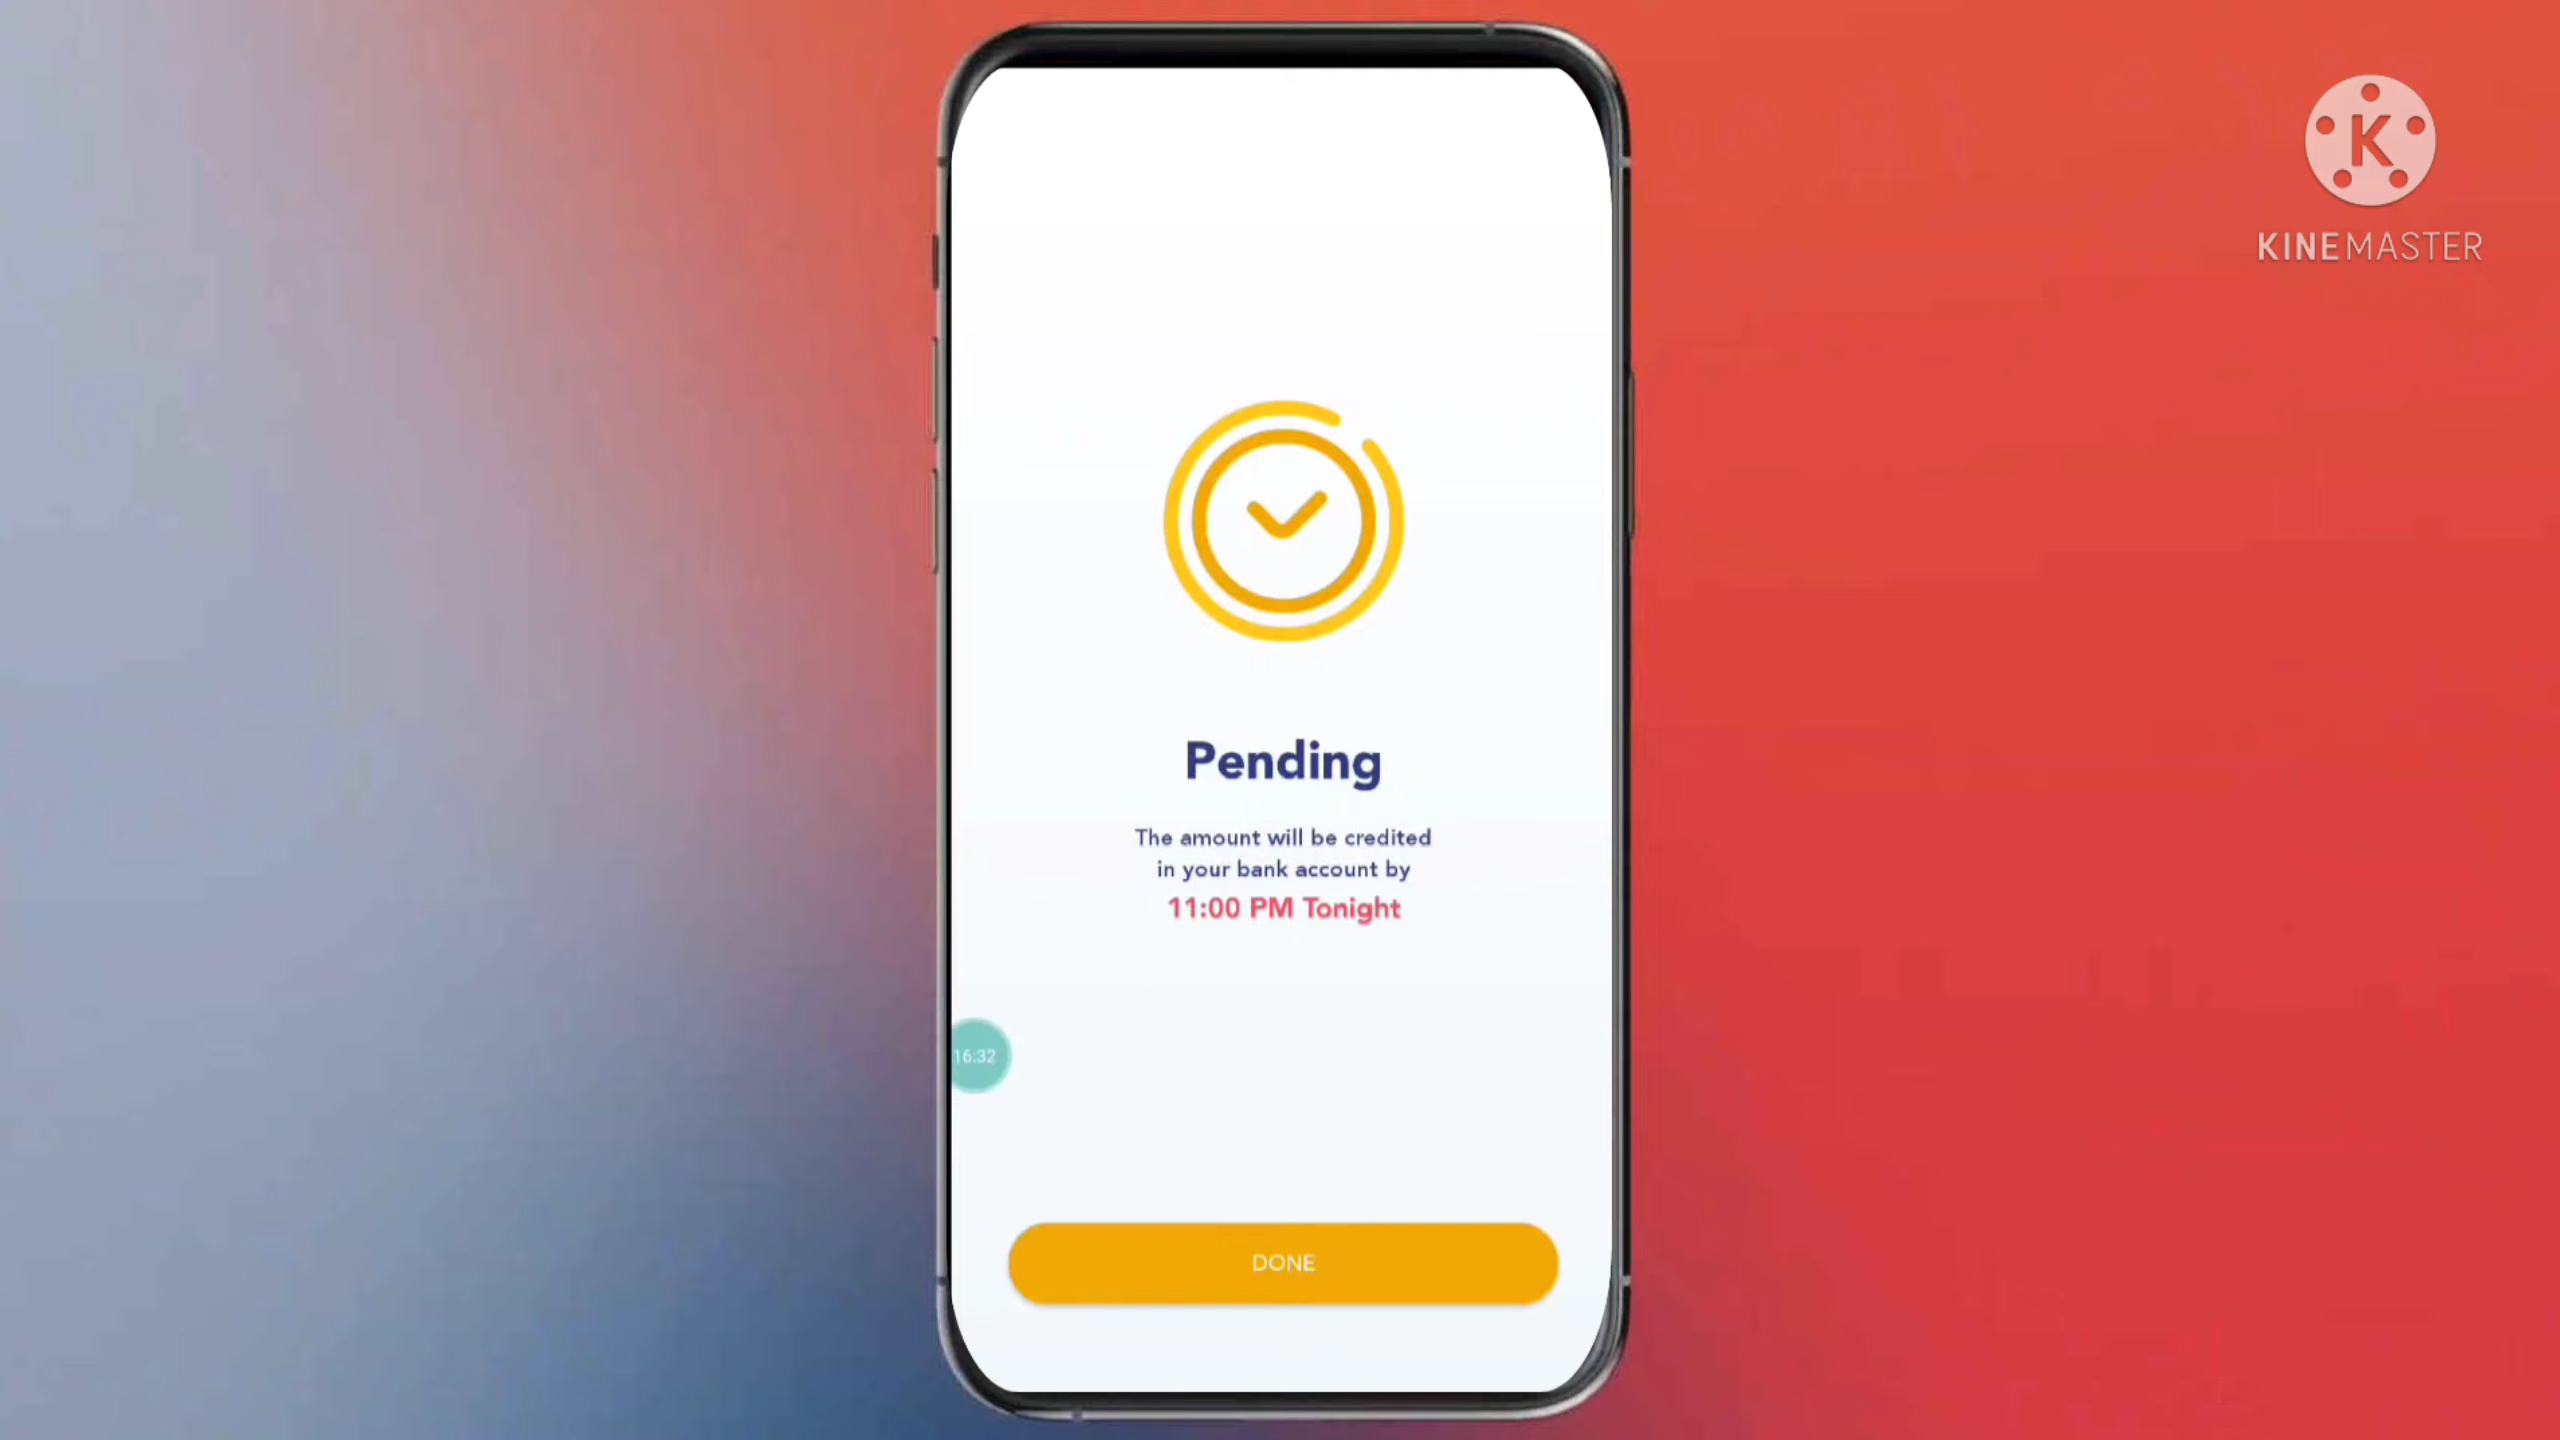 K
KINEMASTER
Pending
The amount will be credited
in your bank account by
11:00 PM Tonight
16:32
DONE